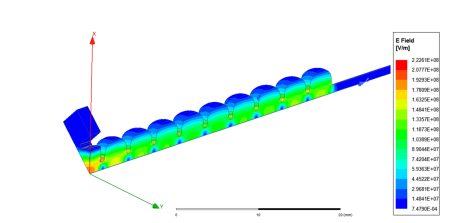 X
E Field
[V/m]
2.2261E+08
2.0777E+08
1.9293E+08
1.7809E+08
1.6325E+08
1.4841E+08
1.3357E+08
1.1873E+08
1.0389E+08
8.9044E+07
7.4204E+07
5.9363E+07
4.4522E+07
2.9681E+07
1.4841E+07
7.4790E-04
Y
0
10
20 (mm)